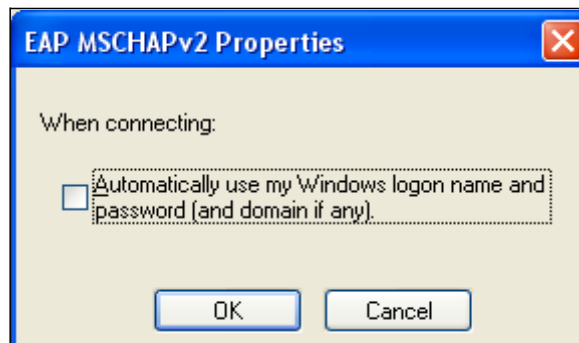 EAP MSCHAPv2 Properties
When connecting:
Automatically use my Windows logon name and
password (and domain if any).
OK
Cancel